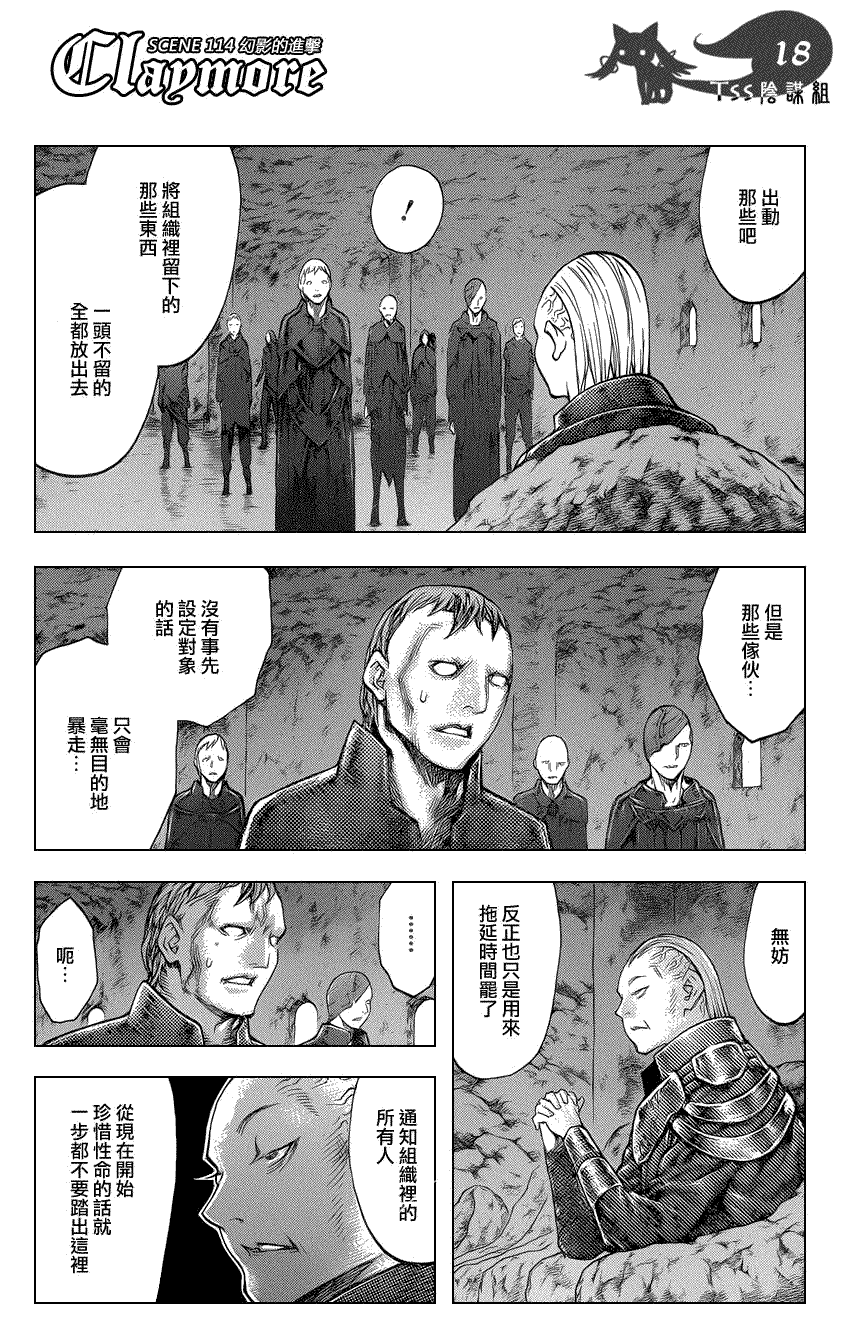 SCENE 114 幻影的進擊
Claymore
18
Tss陰謀組
出動
那些吧
！
將組織裡留下的
那些東西
一頭不留的
全都放出去
但是
那些傢伙…
沒有事先
設定對象
的話
只會
毫無目的地
暴走…
無妨
反正也只是用來
拖延時間罷了
……
呃…
通知組織裡的
所有人
從現在開始
珍惜性命的話就
一步都不要踏出這裡